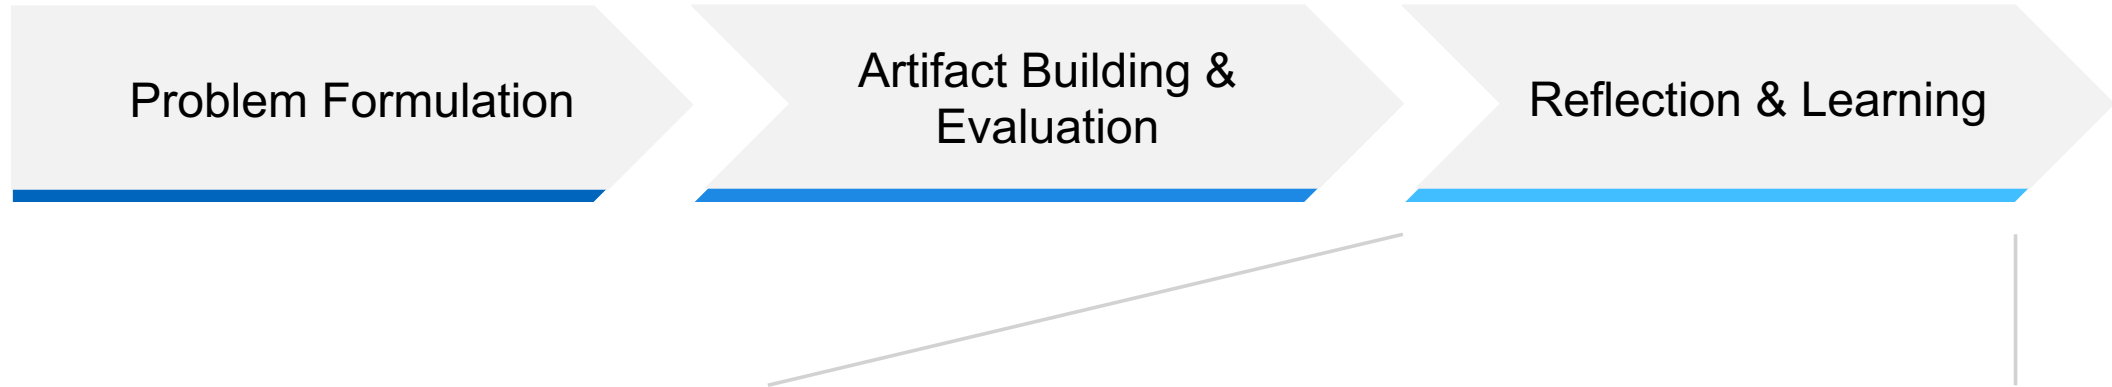 Problem Formulation
Artifact Building &
Evaluation
Reflection & Learning